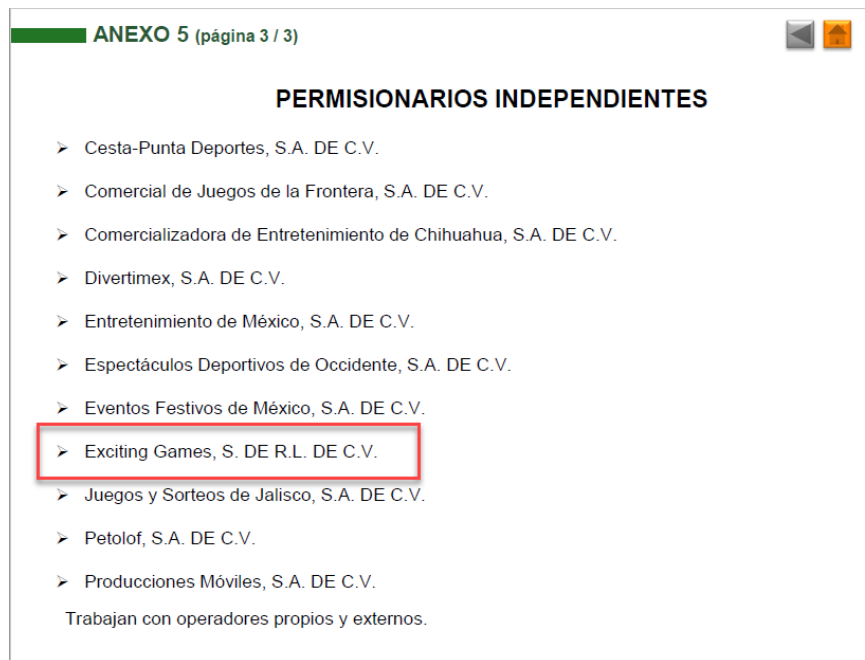 ANEXO 5 (página 3 / 3)
PERMISIONARIOS INDEPENDIENTES
➢ Cesta-Punta Deportes, S.A. DE C.V.
➢ Comercial de Juegos de la Frontera, S.A. DE C.V.
➢ Comercializadora de Entretenimiento de Chihuahua, S.A. DE C.V.
➢ Divertimex, S.A. DE C.V.
➢ Entretenimiento de México, S.A. DE C.V.
➢ Espectáculos Deportivos de Occidente, S.A. DE C.V.
➢ Eventos Festivos de México, S.A. DE C.V.
➢ Exciting Games, S. DE R.L. DE C.V.
➢ Juegos y Sorteos de Jalisco, S.A. DE C.V.
➢ Petolof, S.A. DE C.V.
➢ Producciones Móviles, S.A. DE C.V.
Trabajan con operadores propios y externos.